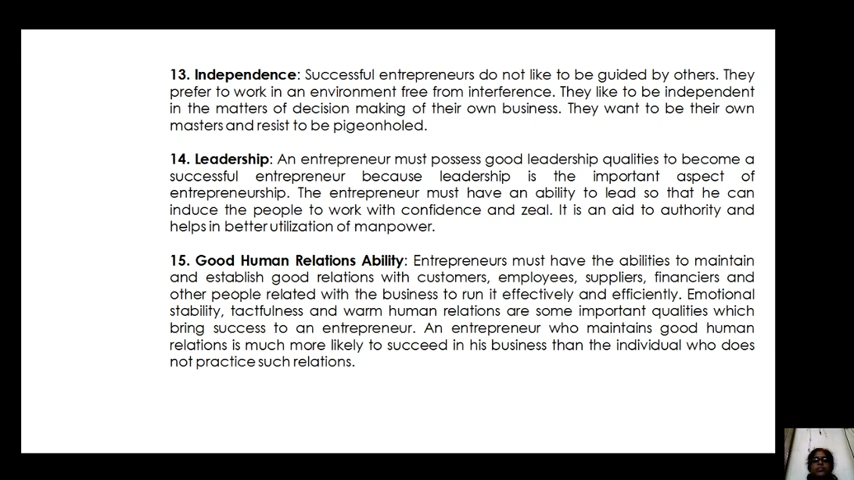 13. Independence: Successful entrepreneurs do not like to be guided by others. They
prefer to work in an environment free from interference. They like to be independent
in the matters of decision making of their own business. They want to be their own
masters and resist to be pigeonholed.
14. Leadership: An entrepreneur must possess good leadership qualities to become a
successful entrepreneur because leadership is the important aspect of
entrepreneurship. The entrepreneur must have an ability to lead so that he can
induce the people to work with confidence and zeal. It is an aid to authority and
helps in better utilization of manpower.
15. Good Human Relations Ability: Entrepreneurs must have the abilities to maintain
and establish good relations with customers, employees, suppliers, financiers and
other people related with the business to run it effectively and efficiently. Emotional
stability, tactfulness and warm human relations are some important qualities which
bring success to an entrepreneur. An entrepreneur who maintains good human
relations is much more likely to succeed in his business than the individual who does
not practice such relations.